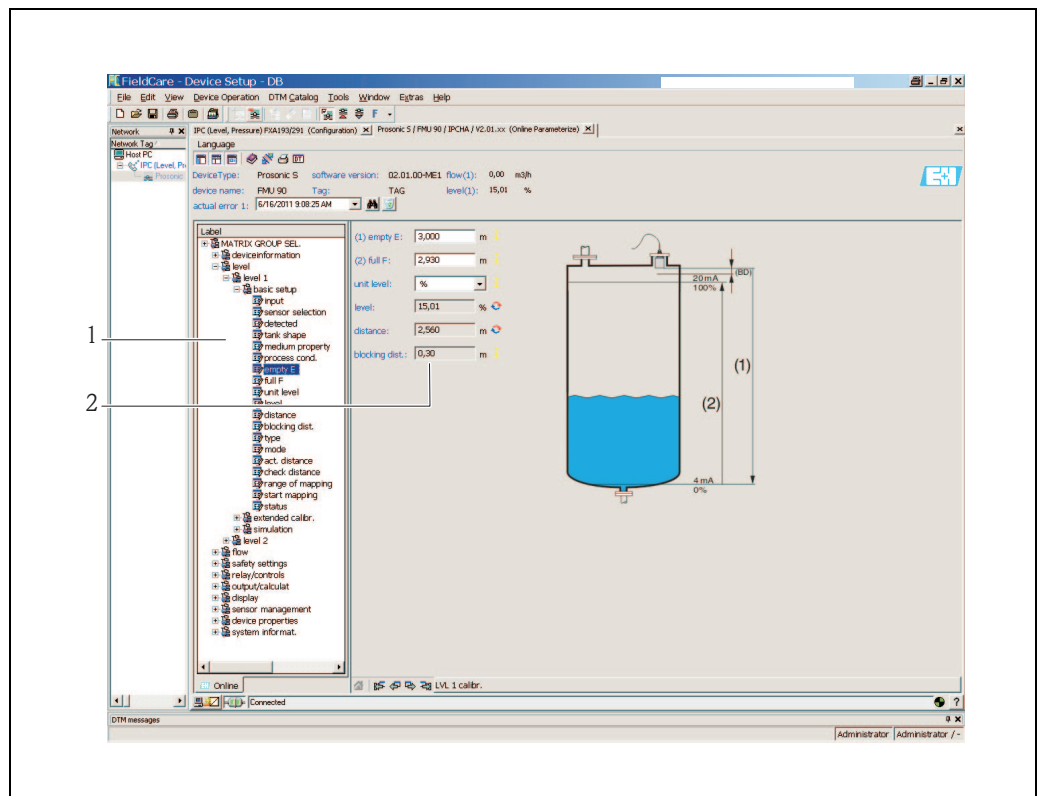 FieldCare - Device Setup - DB
File Edit View Device Operation DTM Catalog Tools Window Extras Help
F
Network
IPC (Level, Pressure) FXA193/291 (Configuration) Prosonic S / FMU 90 / IPCHA / V2.01.xx (Online Parameterize)
Network Tag
Language
Host PC
IPC (Level, Pr
Prosonic
DeviceType: Prosonic S software version: 02.01.00-ME1 flow(1): 0,00 m3/h
device name: FMU 90 Tag: TAG level(1): 15,01 %
actual error 1: 6/16/2011 9:08:25 AM
E+H
Label
MATRIX GROUP SEL.
deviceinformation
level
level 1
basic setup
input
sensor selection
detected
tank shape
medium property
process cond.
empty E
full F
unit level
level
distance
blocking dist.
type
mode
act. distance
check distance
range of mapping
start mapping
status
extended calibr.
simulation
level 2
flow
safety settings
relay/controls
output/calculat
display
sensor management
device properties
system informat.
(1) empty E: 3,000 m
(2) full F: 2,930 m
unit level: %
level: 15,01 %
distance: 2,560 m
blocking dist.: 0,30 m
(BD)
20 mA
100%
(1)
(2)
4 mA
0%
1
2
Online
LVL 1 calibr.
Connected
DTM messages
Administrator Administrator / -